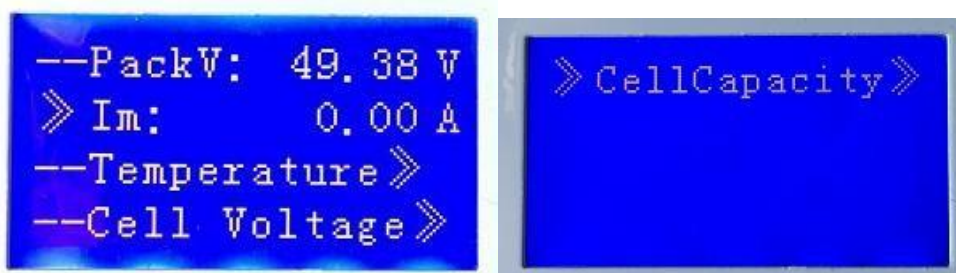 --PackV: 49.38 V
》Im: 0.00 A
--Temperature》
--Cell Voltage》
》CellCapacity》